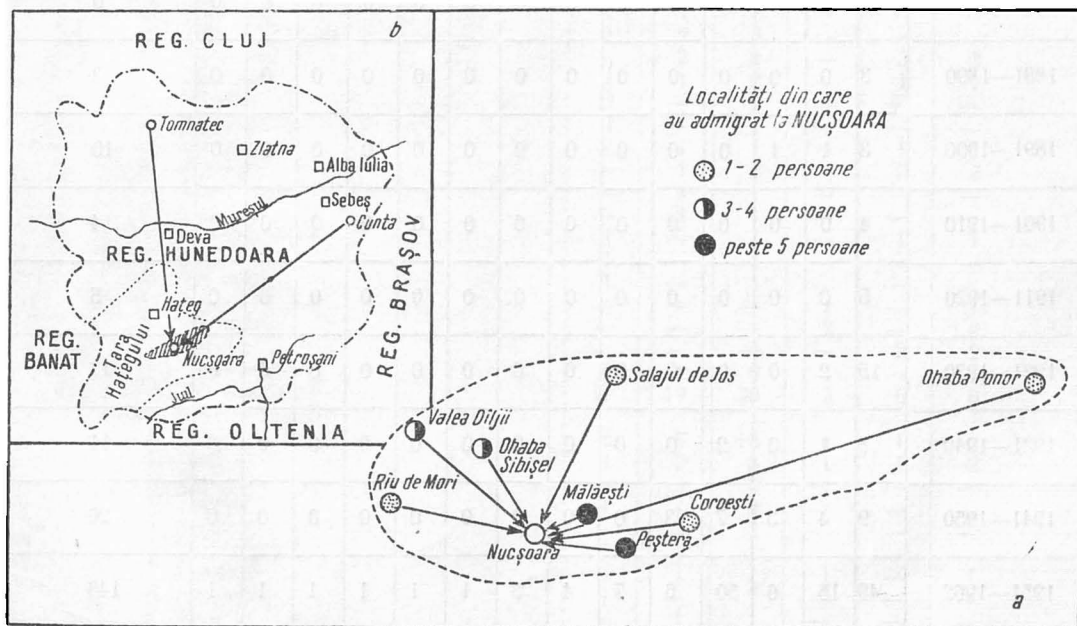 b
REG. CLUJ
Tomnatec
Zlatna
Alba Iulia
Sebeș
Cunta
Mureșul
Deva
REG. HUNEDOARA
REG. BRAȘOV
Hațeg
REG.
BANAT
Țara
Hațegului
Nucșoara
Petroșani
Jiul
REG. OLTENIA
Localități din care
au admigrat la NUCȘOARA
1-2 persoane
3-4 persoane
peste 5 persoane
Salajul de Jos
Ohaba Ponor
Valea Diljii
Ohaba
Sibișel
Rîu de Mori
Mălăești
Coroești
Nucșoara
Peștera
a